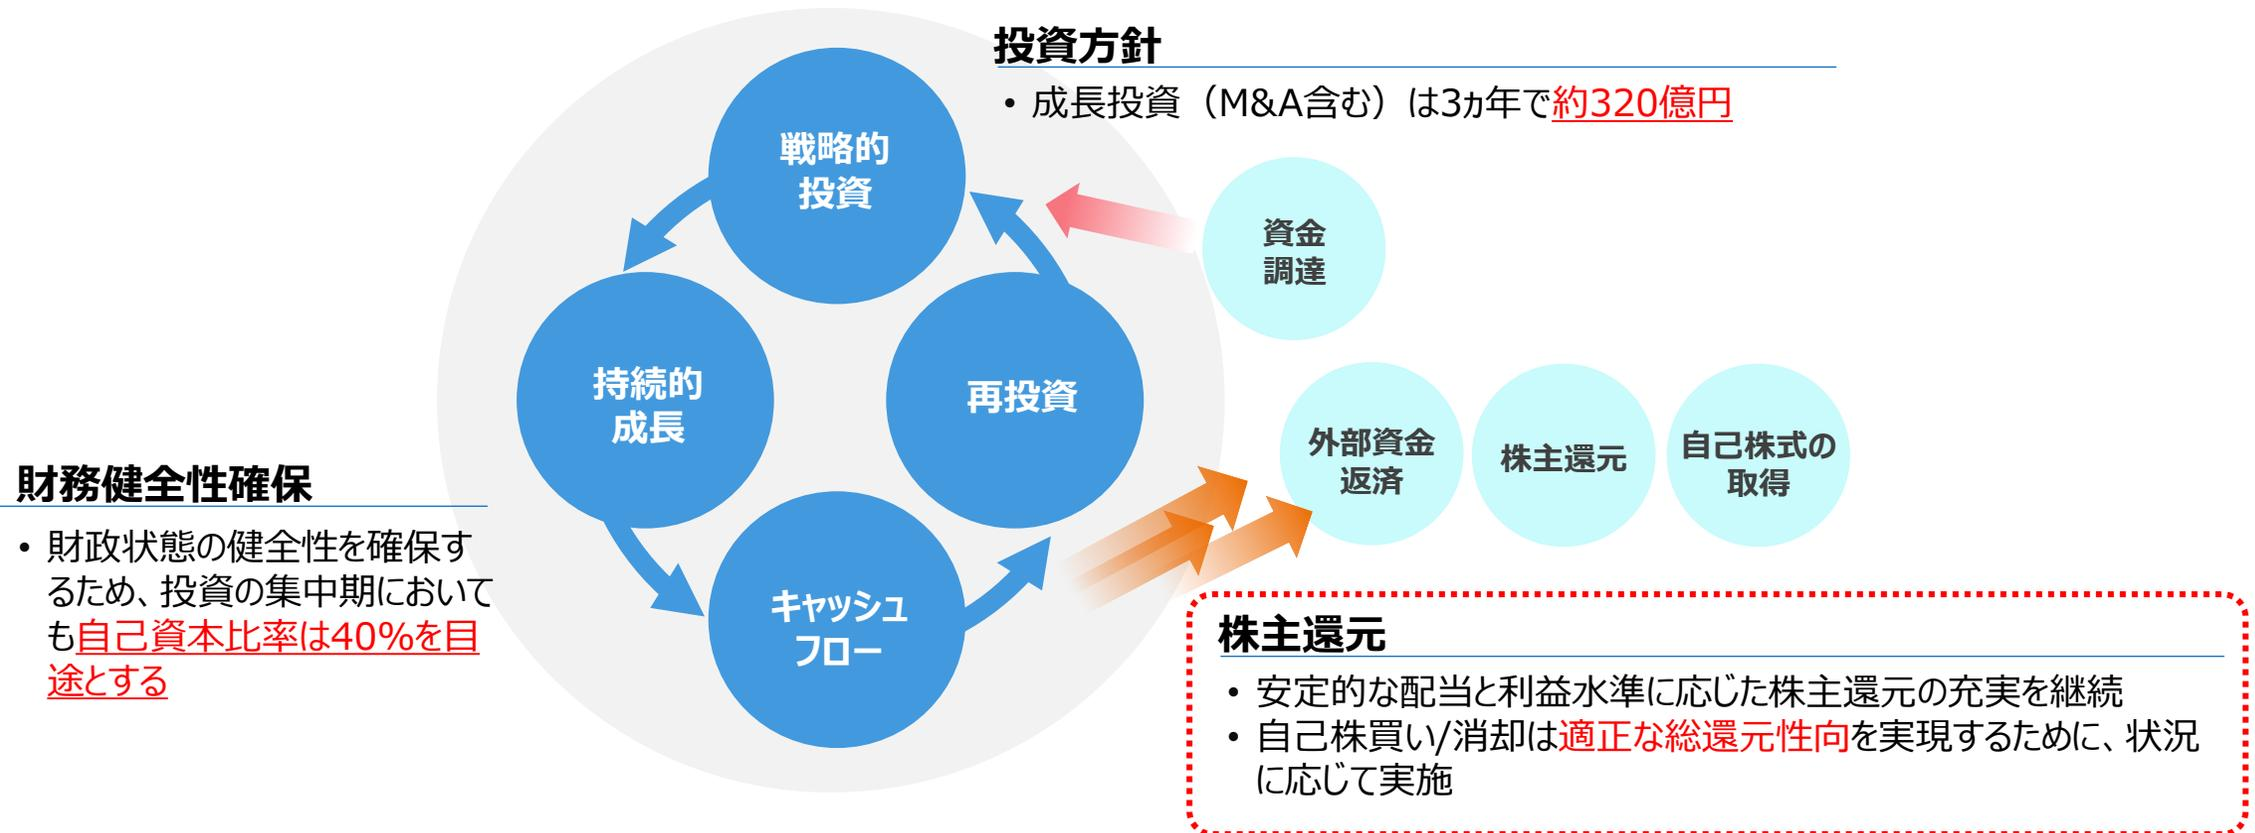 投資方針
• 成長投資（M&A含む）は3ヵ年で約320億円
戦略的
投資
資金
調達
持続的
成長
再投資
外部資金
返済
株主還元
自己株式の
取得
キャッシュ
フロー
財務健全性確保
• 財政状態の健全性を確保す
るため、投資の集中期において
も自己資本比率は40%を目
途とする
株主還元
• 安定的な配当と利益水準に応じた株主還元の充実を継続
• 自己株買い/消却は適正な総還元性向を実現するために、状況
に応じて実施